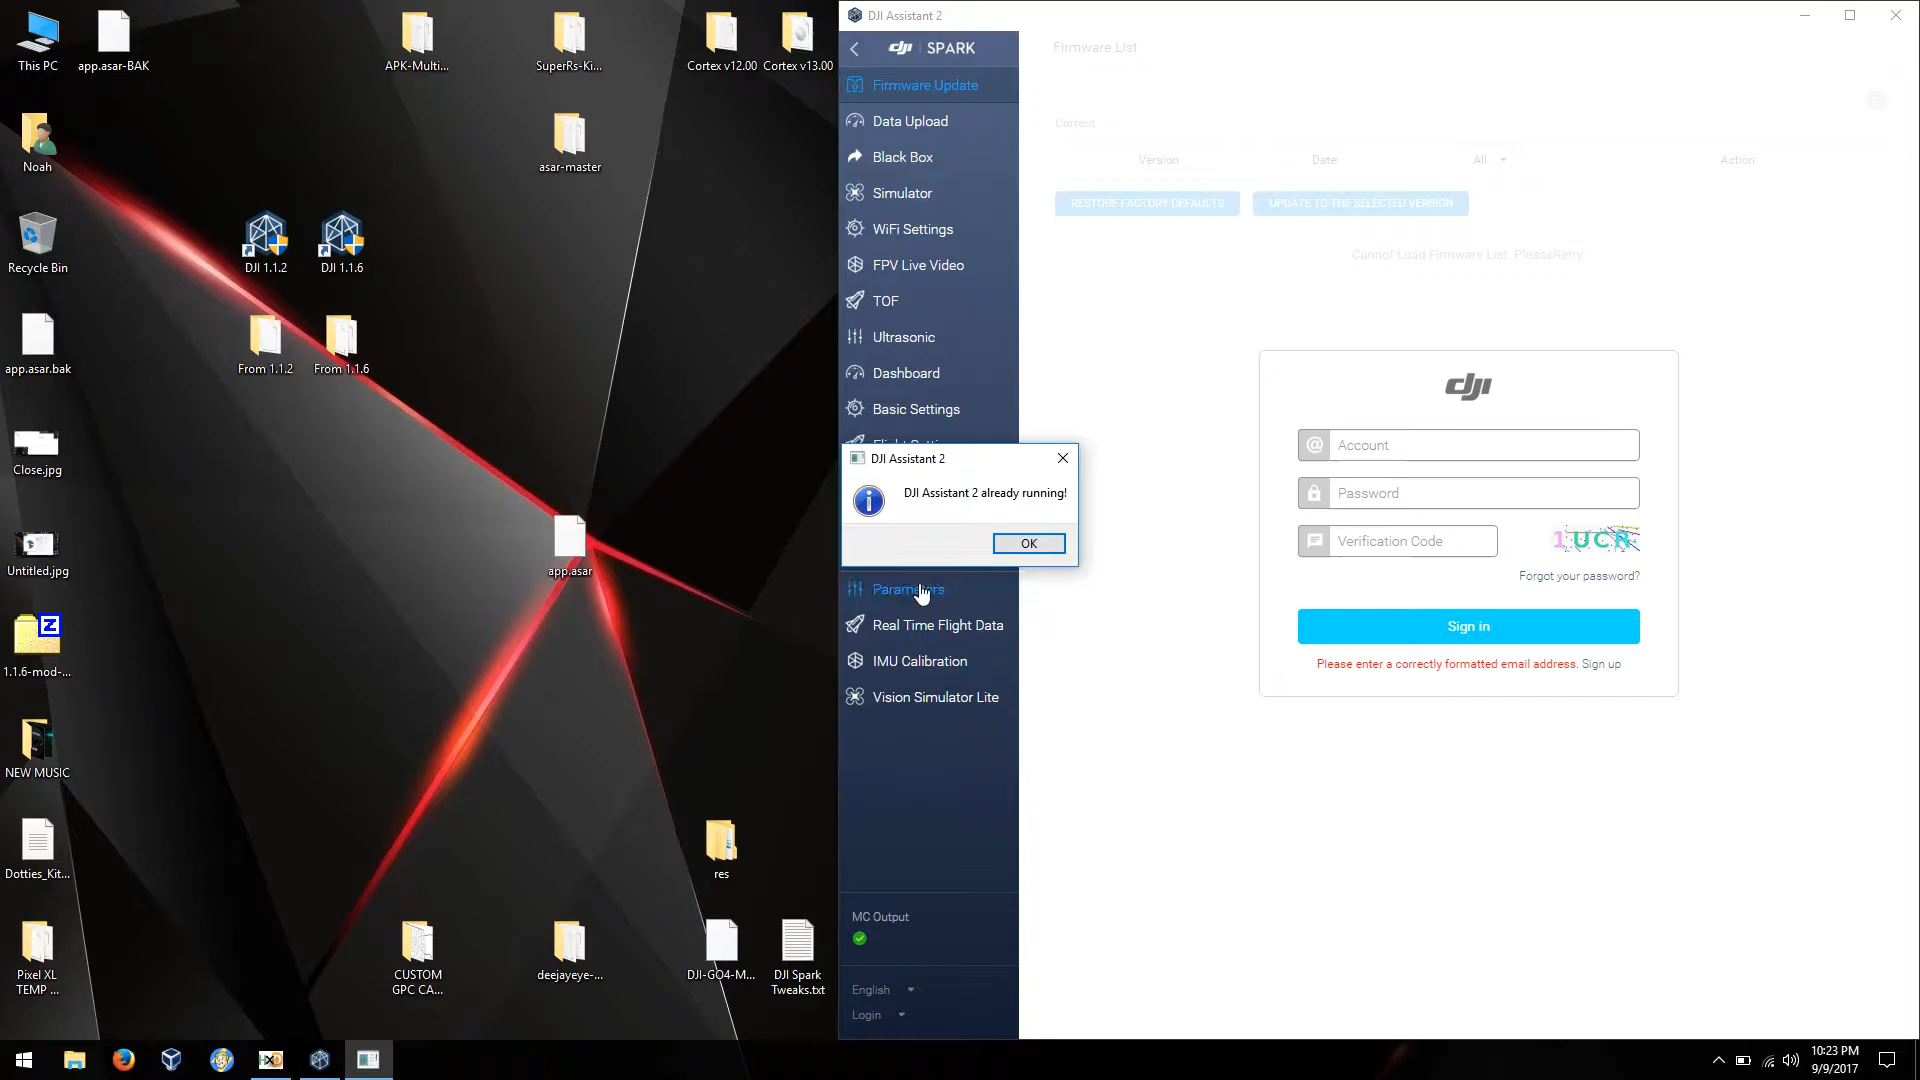 This PC
app.asar-BAK
APK-Multi...
SuperRs-Ki...
Cortex v12.00
Cortex v13.00
Noah
asar-master
Recycle Bin
DJI 1.1.2
DJI 1.1.6
app.asar.bak
From 1.1.2
From 1.1.6
Close.jpg
Untitled.jpg
app.asar
1.1.6-mod-...
NEW MUSIC
Dotties_Kit...
res
Pixel XL
TEMP ...
CUSTOM
GPC CA...
deejayeye-...
DJI-GO4-M...
DJI Spark
Tweaks.txt
DJI Assistant 2
dji SPARK
Firmware Update
Data Upload
Black Box
Simulator
WiFi Settings
FPV Live Video
TOF
Ultrasonic
Dashboard
Basic Settings
DJI Assistant 2
DJI Assistant 2 already running!
OK
Parameters
Real Time Flight Data
IMU Calibration
Vision Simulator Lite
MC Output
English
Login
Firmware List
Current
Version Date All Action
RESTORE FACTORY DEFAULTS
UPDATE TO THE SELECTED VERSION
Cannot Load Firmware List. PleaseRetry.
dji
Account
Password
Verification Code
1UCR
Forgot your password?
Sign in
Please enter a correctly formatted email address. Sign up
10:23 PM
9/9/2017